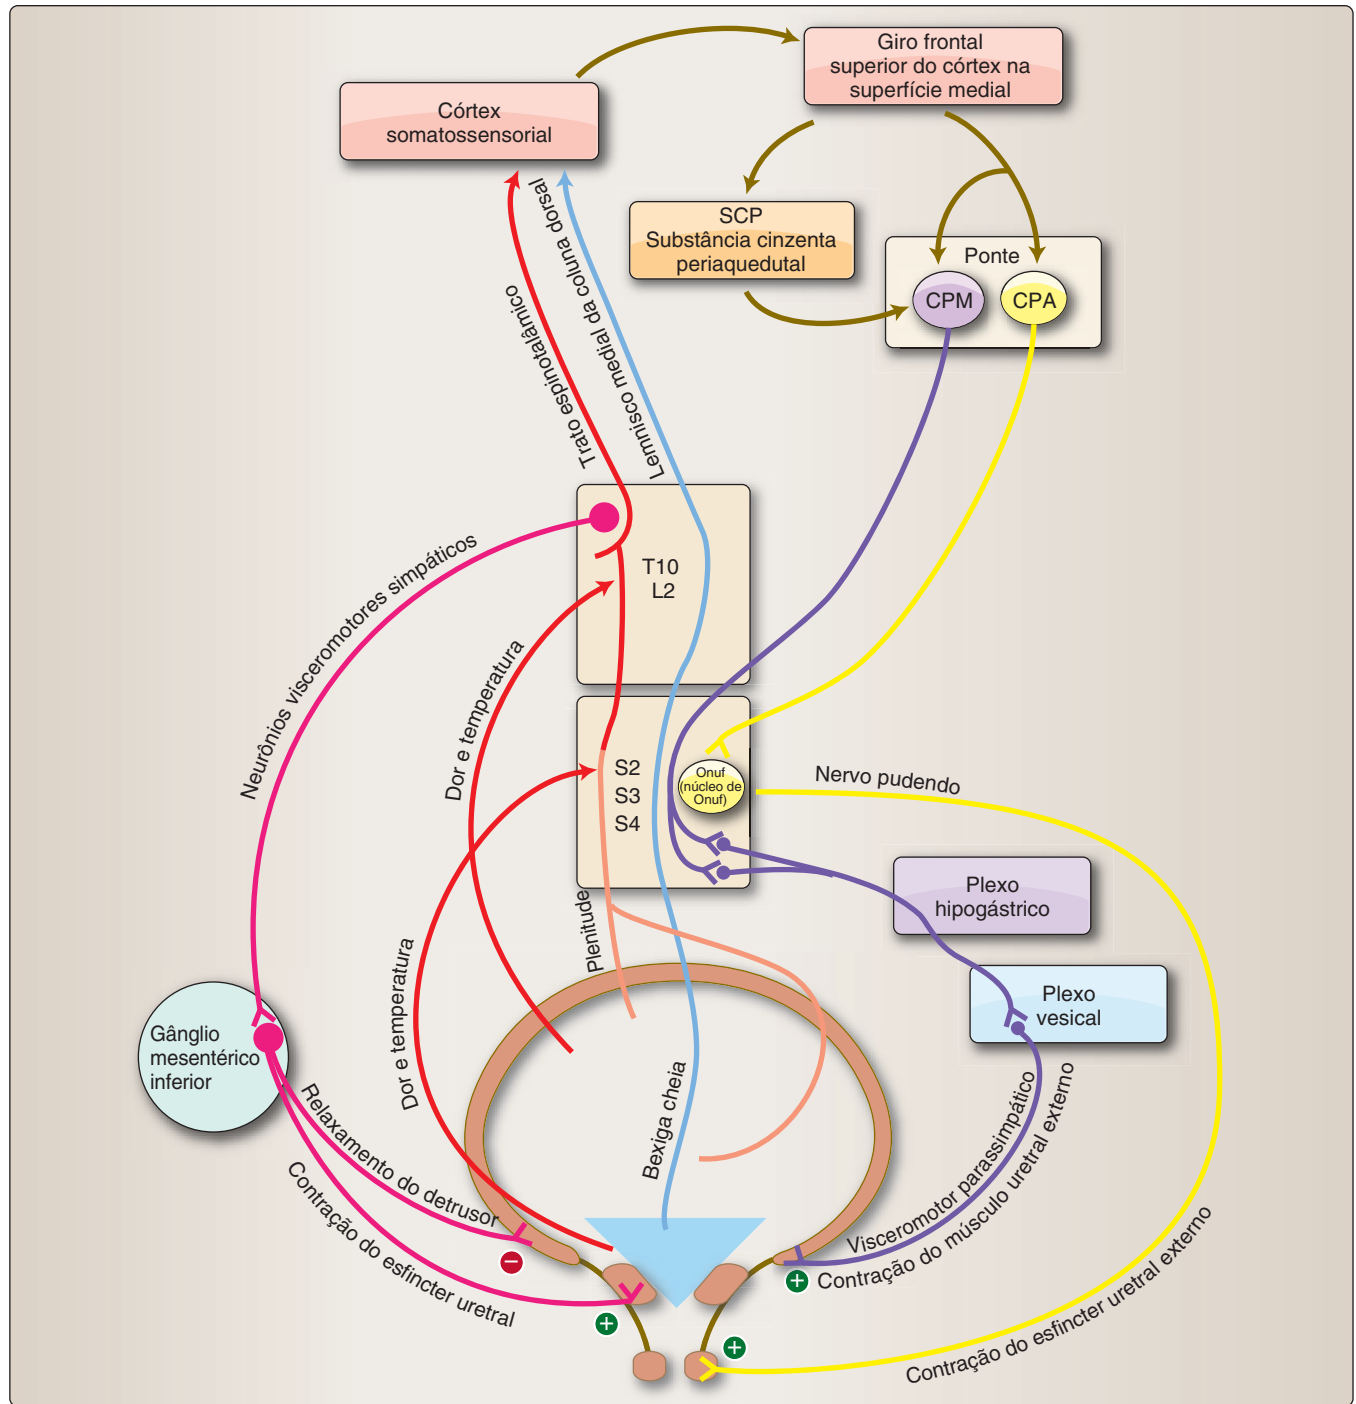 Giro frontal
superior do córtex na
superfície medial
Córtex
somatossensorial
SCP
Substância cinzenta
periaquedutal
Ponte
CPM
CPA
Trato espinotalâmico
Lemnisco medial da coluna dorsal
T10
L2
Neurônios visceromotores simpáticos
Dor e temperatura
S2
S3
S4
Onuf
(núcleo de
Onuf)
Nervo pudendo
Plexo
hipogástrico
Plenitude
Dor e temperatura
Plexo
vesical
Gânglio
mesentérico
inferior
Bexiga cheia
Relaxamento do detrusor
Contração do esfincter uretral
Visceromotor parassimpático
Contração do músculo uretral externo
Contração do esfincter uretral externo
−
+
+
+